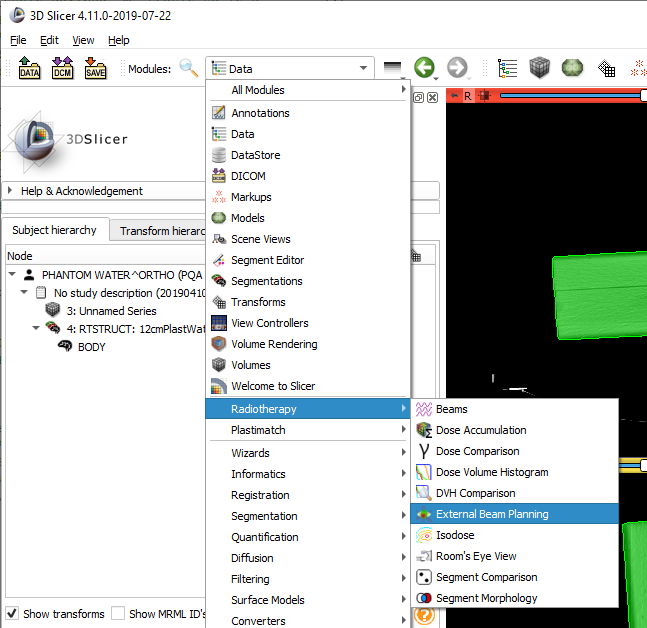 3D Slicer 4.11.0-2019-07-22
File Edit View Help
DATA DCM SAVE Modules: Data
All Modules
Annotations
Data
DataStore
DICOM
Markups
Models
Scene Views
Segment Editor
Segmentations
Transforms
View Controllers
Volume Rendering
Volumes
Welcome to Slicer
Radiotherapy
Plastimatch
Wizards
Informatics
Registration
Segmentation
Quantification
Diffusion
Filtering
Surface Models
Converters
3DSlicer
Help & Acknowledgement
Subject hierarchy Transform hierarc
Node
PHANTOM WATER^ORTHO (PQA
No study description (20190410
3: Unnamed Series
4: RTSTRUCT: 12cmPlastWat
BODY
Show transforms Show MRML ID's
R
Beams
Dose Accumulation
Dose Comparison
Dose Volume Histogram
DVH Comparison
External Beam Planning
Isodose
Room's Eye View
Segment Comparison
Segment Morphology